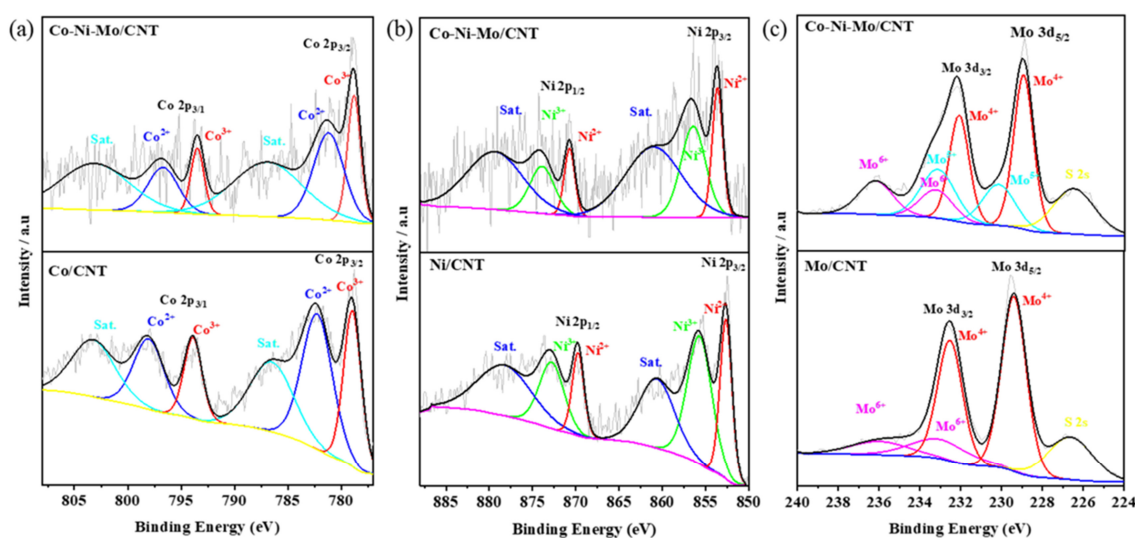 (a)
Co-Ni-Mo/CNT
Co 2p3/2
Co3+
Co2+
Co 2p3/1
Sat.
Co2+
Co3+
Sat.
Co/CNT
Co 2p3/2
Co3+
Co2+
Co 2p3/1
Sat.
Co2+
Co3+
Sat.
Intensity / a.u
805 800 795 790 785 780
Binding Energy (eV)
(b)
Co-Ni-Mo/CNT
Ni 2p3/2
Ni2+
Ni 2p1/2
Sat.
Ni3+
Ni2+
Sat.
Ni/CNT
Ni 2p3/2
Ni 2p1/2
Ni3+
Ni3+
Ni2+
Sat.
Sat.
Intensity / a.u
885 880 875 870 865 860 855 850
Binding Energy (eV)
(c)
Co-Ni-Mo/CNT
Mo 3d5/2
Mo4+
Mo 3d3/2
Mo4+
Mo6+
S 2s
Mo/CNT
Mo 3d5/2
Mo4+
Mo 3d3/2
Mo4+
Mo6+
Mo6+
S 2s
Intensity / a.u
240 238 236 234 232 230 228 226 224
Binding Energy (eV)